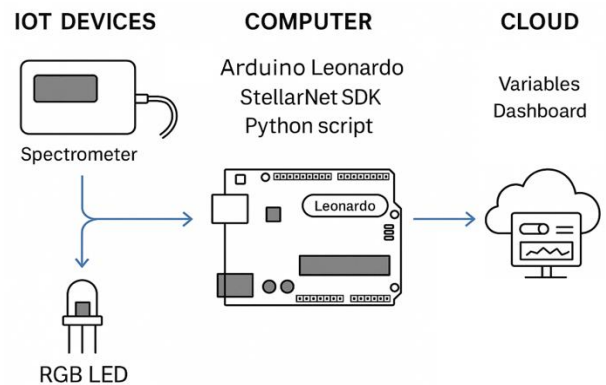 IOT DEVICES
COMPUTER
CLOUD
Arduino Leonardo
StellarNet SDK
Python script
Variables
Dashboard
Spectrometer
Leonardo
RGB LED